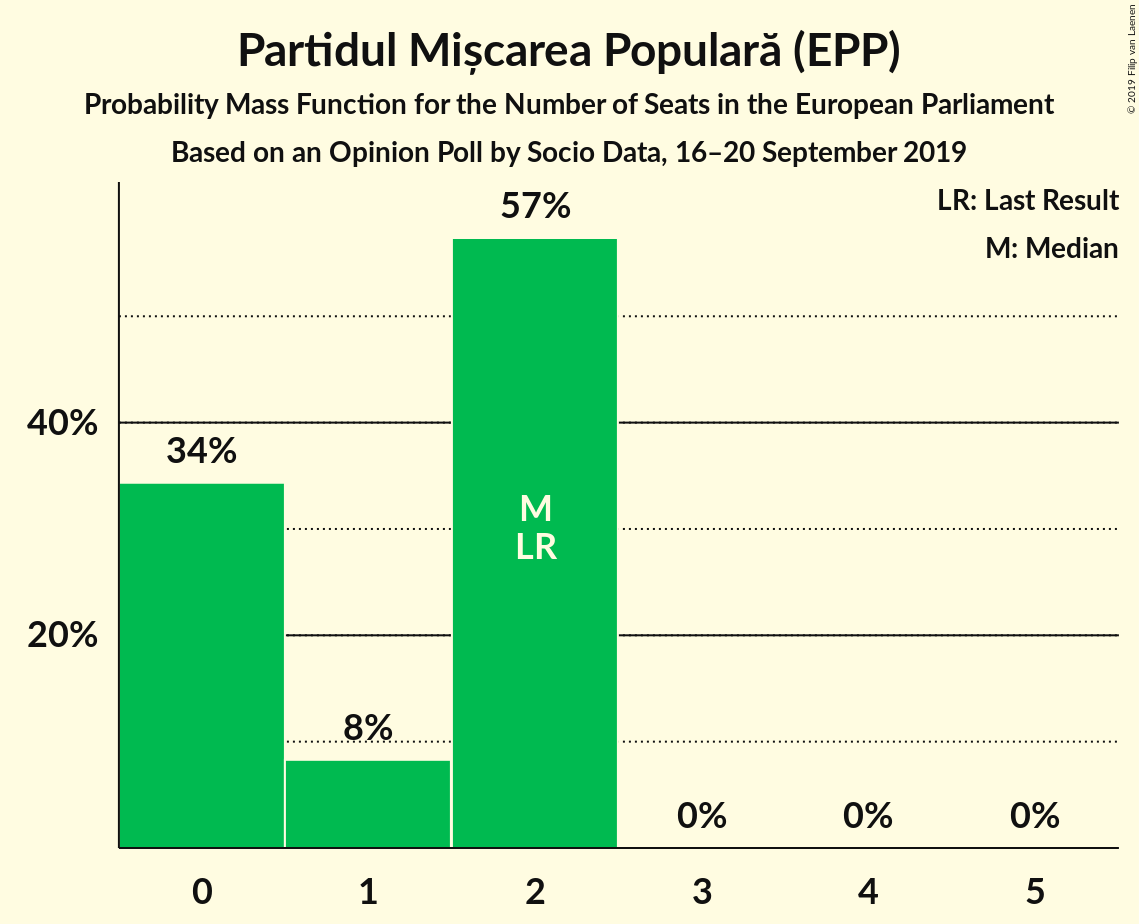 Partidul Mișcarea Populară (EPP)
Probability Mass Function for the Number of Seats in the European Parliament
Based on an Opinion Poll by Socio Data, 16–20 September 2019
© 2019 Filip van Laenen
LR: Last Result
M: Median
57%
40%
34%
M
LR
20%
8%
0%
0%
0%
0
1
2
3
4
5